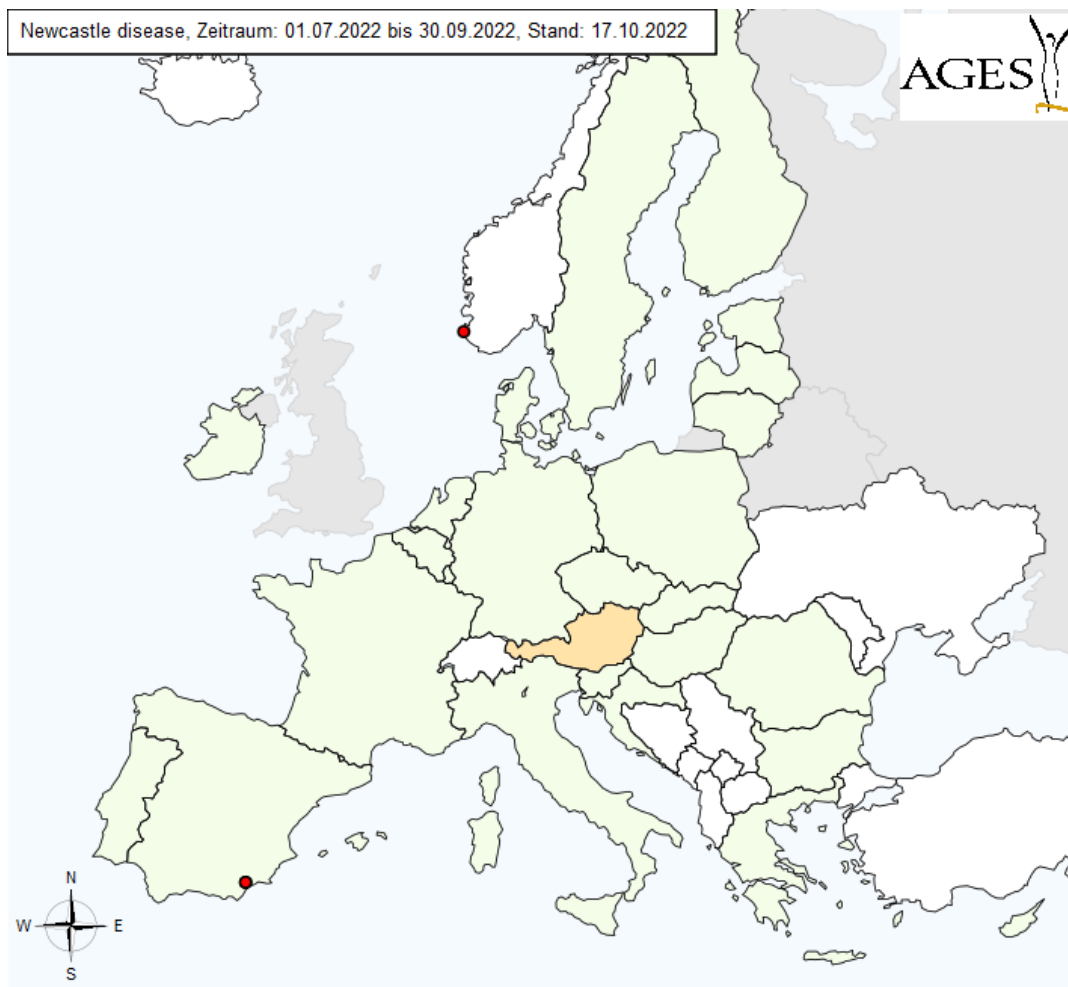 Newcastle disease, Zeitraum: 01.07.2022 bis 30.09.2022, Stand: 17.10.2022
AGES
N
W E
S